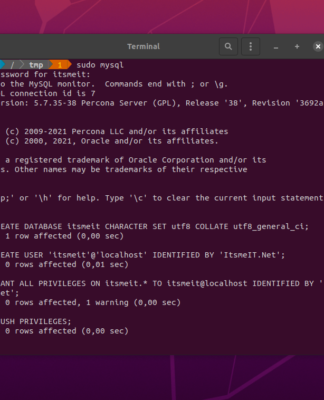 Terminal
/ tmp 1 sudo mysql
ssword for itsmeit:
o the MySQL monitor. Commands end with ; or \g.
L connection id is 7
ersion: 5.7.35-38 Percona Server (GPL), Release '38', Revision '3692a
(c) 2009-2021 Percona LLC and/or its affiliates
(c) 2000, 2021, Oracle and/or its affiliates.
a registered trademark of Oracle Corporation and/or its
s. Other names may be trademarks of their respective
p;' or '\h' for help. Type '\c' to clear the current input statement
EATE DATABASE itsmeit CHARACTER SET utf8 COLLATE utf8_general_ci;
1 row affected (0,00 sec)
EATE USER 'itsmeit'@'localhost' IDENTIFIED BY 'ItsmeIT.Net';
0 rows affected (0,01 sec)
ANT ALL PRIVILEGES ON itsmeit.* TO itsmeit@localhost IDENTIFIED BY '
et';
0 rows affected, 1 warning (0,00 sec)
USH PRIVILEGES;
0 rows affected (0,00 sec)